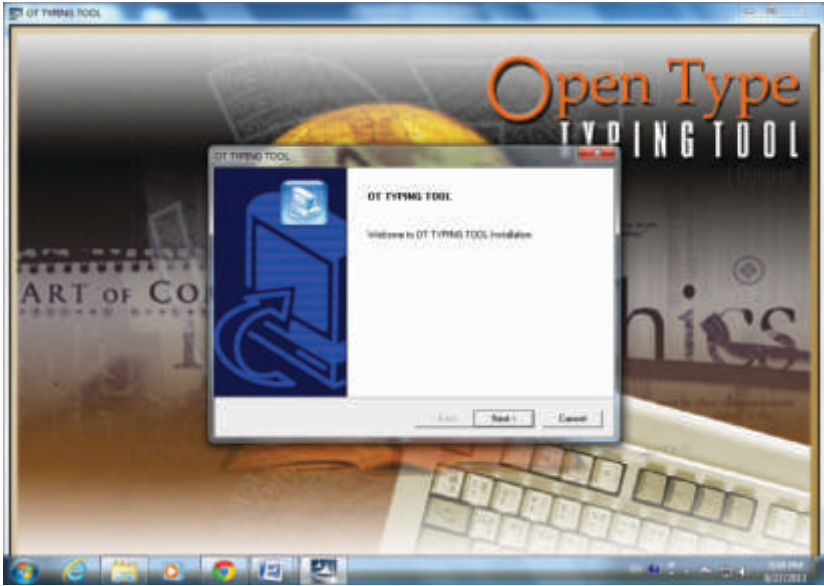 OT TYPING TOOL
Open Type
TYPING TOOL
OT TYPING TOOL
OT TYPING TOOL
Welcome to OT TYPING TOOL Installation
ART OF CO
hics
Next >
Cancel